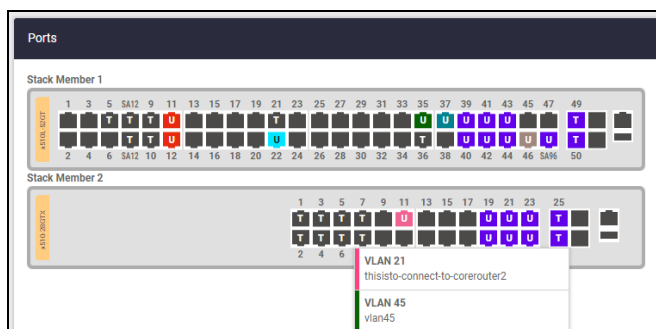 Ports
Stack Member 1
x510L-52GT
1 3 5 SA12 9 11 13 15 17 19 21 23 25 27 29 31 33 35 37 39 41 43 45 47 49
T T T U T U U U U U T
T T U U T U U U U U T
2 4 6 SA12 10 12 14 16 18 20 22 24 26 28 30 32 34 36 38 40 42 44 46 SA96 50
Stack Member 2
x510-28GTX
1 3 5 7 9 11 13 15 17 19 21 23 25
T T T T U U U U T
T T T T U U U T
2 4 6
VLAN 21
thisisto-connect-to-corerouter2
VLAN 45
vlan45